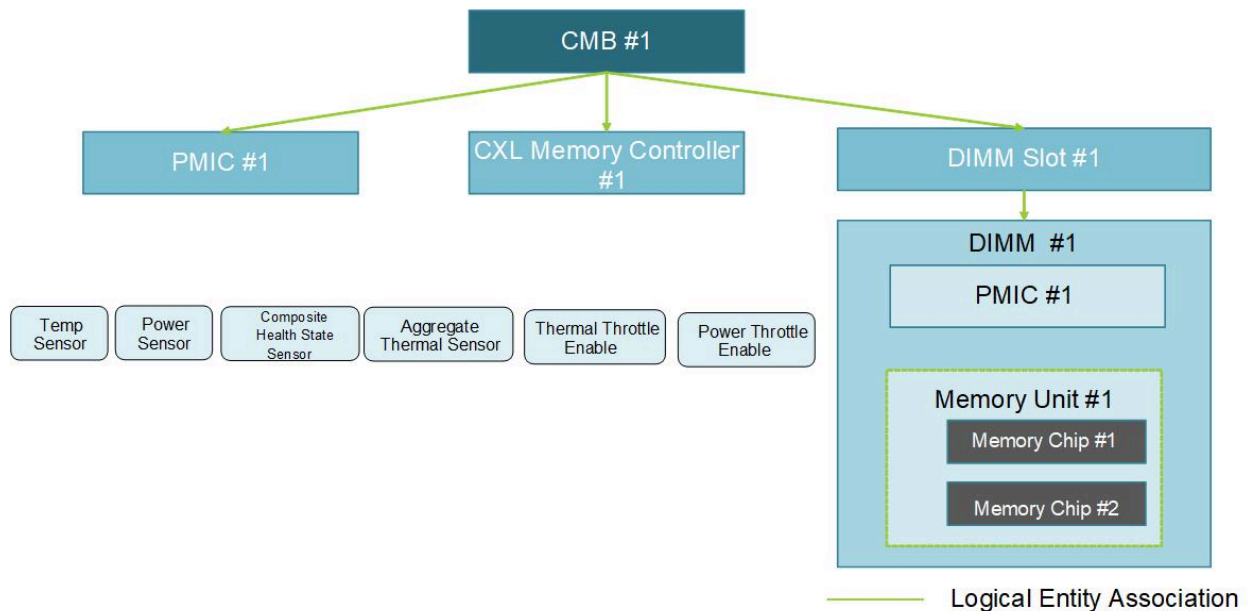 CMB #1
PMIC #1
CXL Memory Controller
#1
DIMM Slot #1
DIMM #1
PMIC #1
Temp
Sensor
Power
Sensor
Composite
Health State
Sensor
Aggregate
Thermal Sensor
Thermal Throttle
Enable
Power Throttle
Enable
Memory Unit #1
Memory Chip #1
Memory Chip #2
Logical Entity Association